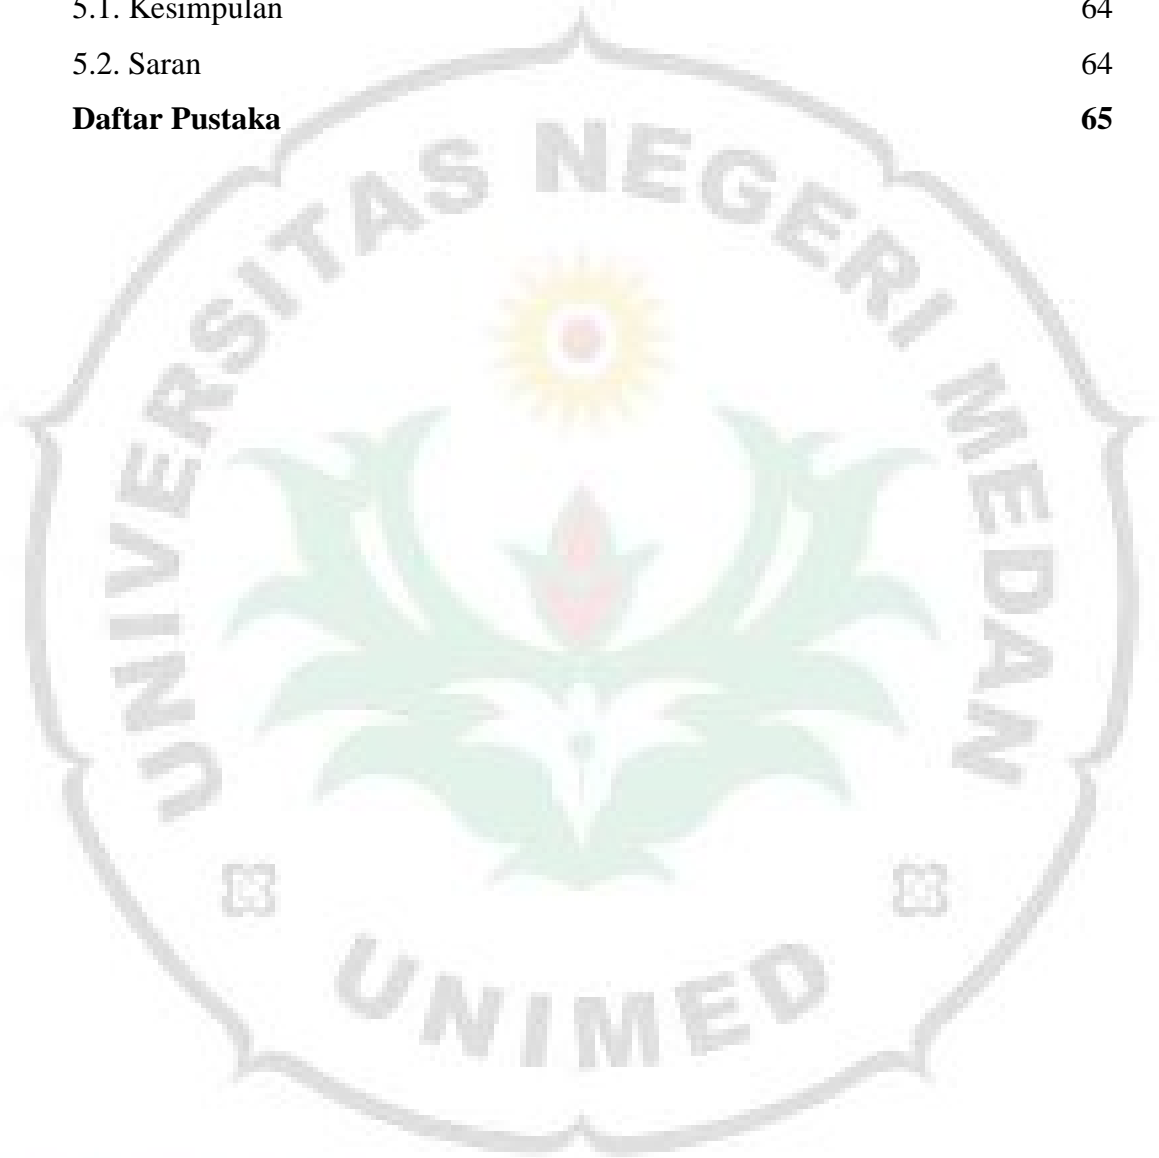 5.1. Kesimpulan 64
5.2. Saran 64
Daftar Pustaka 65
UNIVERSITAS NEGERI MEDAN
UNIMED